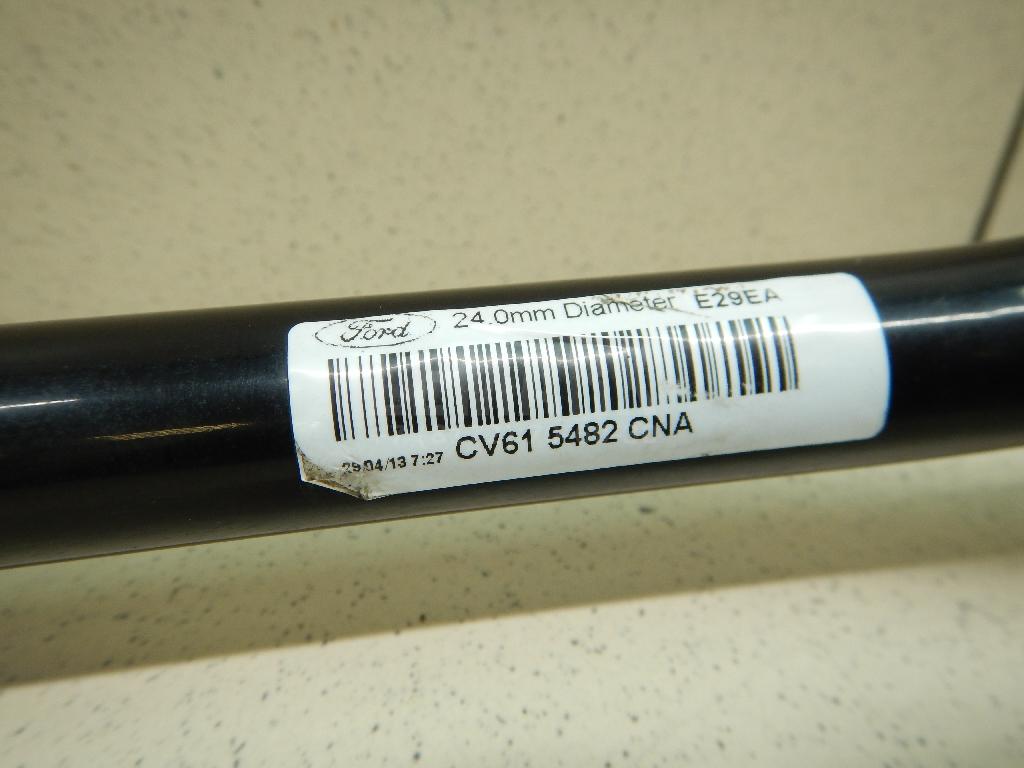 Ford 24.0mm Diameter E29EA
CV61 5482 CNA
29/04/13 7:27